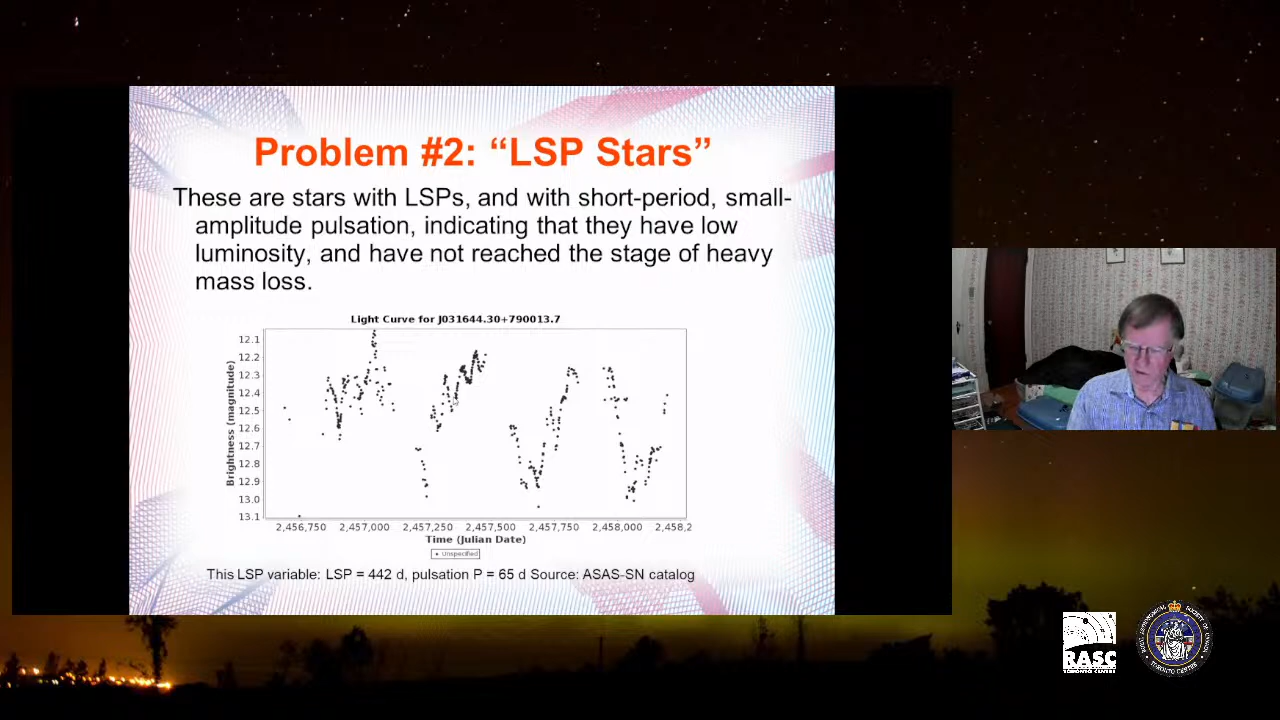 Problem #2: “LSP Stars”
These are stars with LSPs, and with short-period, small-
amplitude pulsation, indicating that they have low
luminosity, and have not reached the stage of heavy
mass loss.
Light Curve for J031644.30+790013.7
Brightness (magnitude)
12.1
12.2
12.3
12.4
12.5
12.6
12.7
12.8
12.9
13.0
13.1
2,456,750 2,457,000 2,457,250 2,457,500 2,457,750 2,458,000 2,458,2
Time (Julian Date)
Unspecified
This LSP variable: LSP = 442 d, pulsation P = 65 d Source: ASAS-SN catalog
RASC
TORONTO CENTRE
TORONTO CENTRE